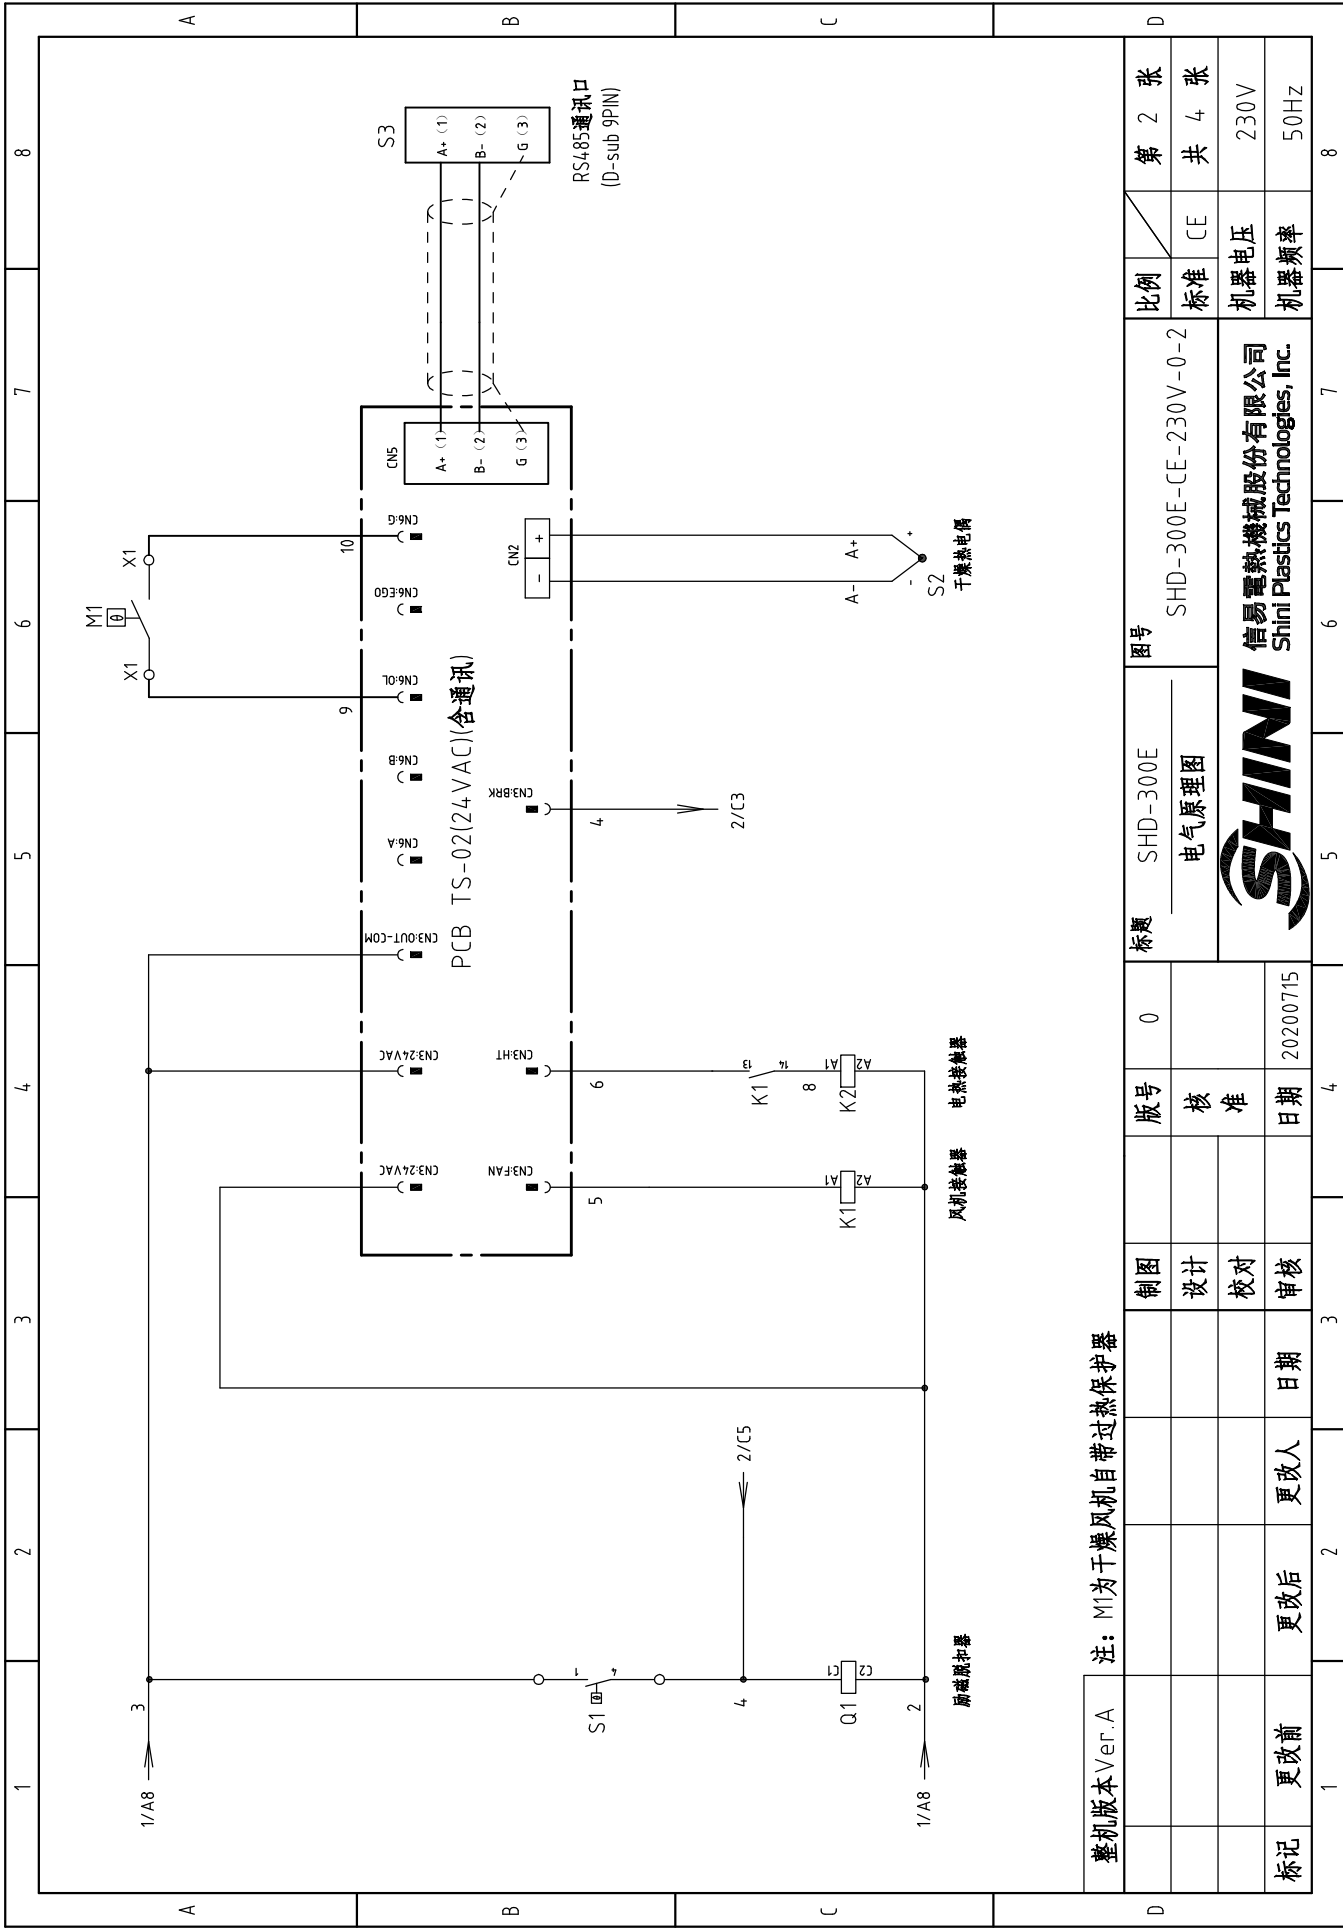 1 2 3 4 5 6 7 8
A
B
C
D
1/A8
3
S1
θ
1
4
4
2/C5
Q1
C1
C2
2
1/A8
励磁脱扣器
CN3:24VAC
CN3:24VAC
CN3:OUT-COM
CN6:A
CN6:B
CN6:OL
CN6:EGO
CN6:G
9
10
X1
M1
θ
X1
PCB TS-02(24VAC)(含通讯)
CN3:FAN
CN3:HT
CN3:BRK
CN2
- +
CN5
A+ (1)
B- (2)
G (3)
S3
A+ (1)
B- (2)
G (3)
RS485通讯口
(D-sub 9PIN)
5
K1
A1
A2
风机接触器
6
K1
13
14
8
K2
A1
A2
电热接触器
4
2/C3
A- A+
- +
S2
干燥热电偶
整机版本Ver.A
注: M1为干燥风机自带过热保护器
标记
更改前
更改后
更改人
日期
制图
设计
校对
审核
版号
0
核
准
日期
20200715
标题
SHD-300E
电气原理图
图号
SHD-300E-CE-230V-0-2
SHINI
信易電熱機械股份有限公司
Shini Plastics Technologies, Inc.
比例
第 2 张
标准
CE
共 4 张
机器电压
230V
机器频率
50Hz
A
B
C
D
1 2 3 4 5 6 7 8